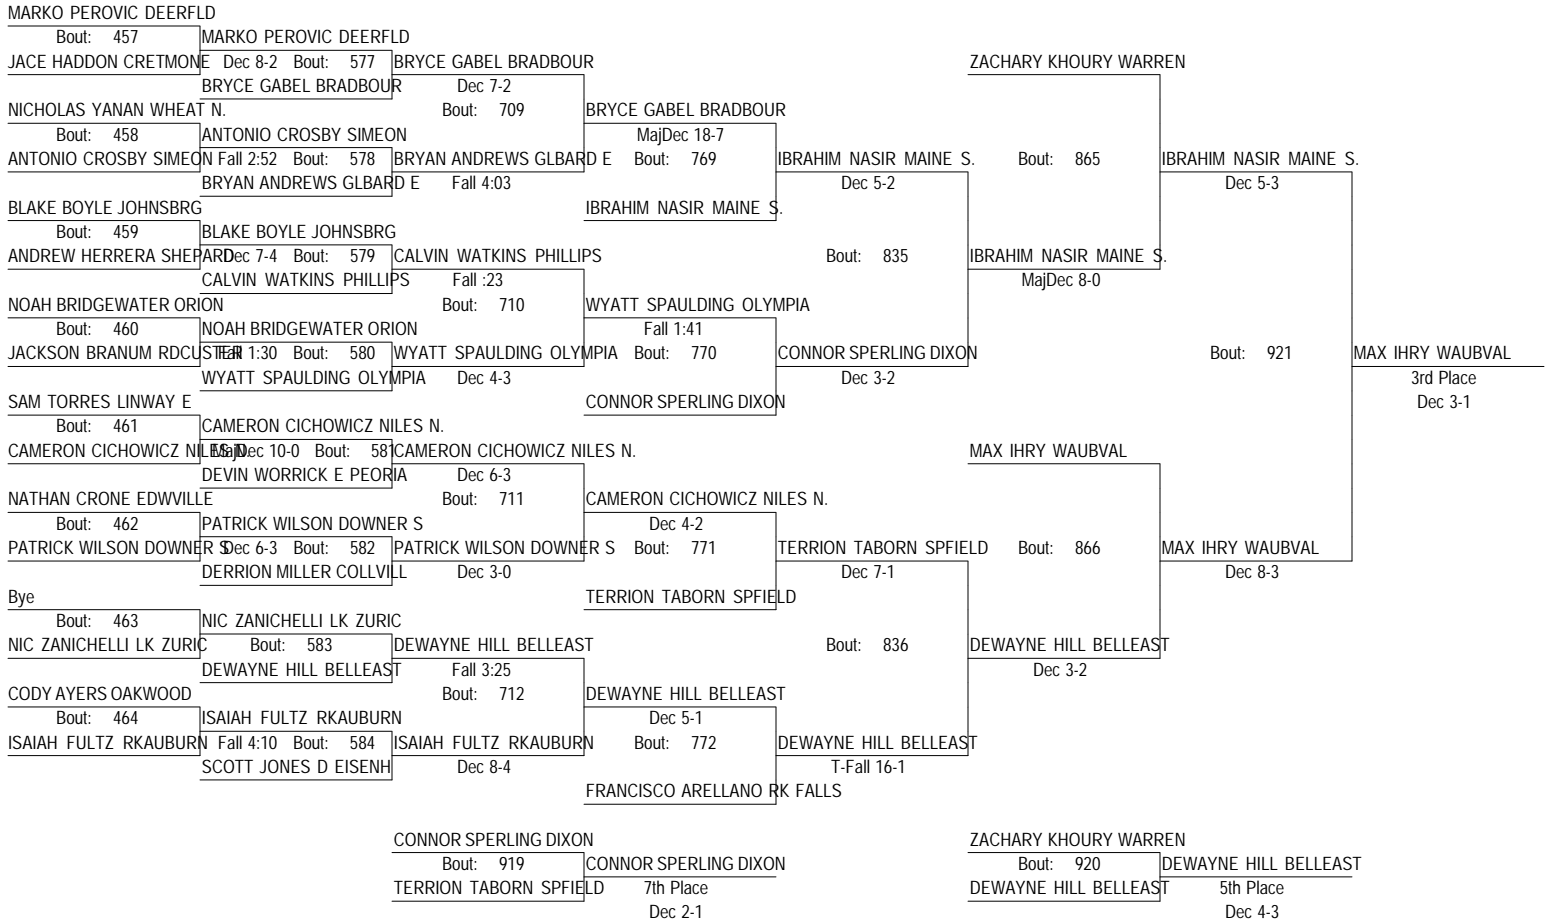 MARKO PEROVIC DEERFLD
Bout: 457 MARKO PEROVIC DEERFLD
JACE HADDON CRETMONE Dec 8-2 Bout: 577 BRYCE GABEL BRADBOUR ZACHARY KHOURY WARREN
BRYCE GABEL BRADBOUR Dec 7-2
NICHOLAS YANAN WHEAT N. Bout: 709 BRYCE GABEL BRADBOUR
Bout: 458 ANTONIO CROSBY SIMEON MajDec 18-7
ANTONIO CROSBY SIMEON Fall 2:52 Bout: 578 BRYAN ANDREWS GLBARD E Bout: 769 IBRAHIM NASIR MAINE S. Bout: 865 IBRAHIM NASIR MAINE S.
BRYAN ANDREWS GLBARD E Fall 4:03 Dec 5-2 Dec 5-3
BLAKE BOYLE JOHNSBRG IBRAHIM NASIR MAINE S.
Bout: 459 BLAKE BOYLE JOHNSBRG
ANDREW HERRERA SHEPARD Dec 7-4 Bout: 579 CALVIN WATKINS PHILLIPS Bout: 835 IBRAHIM NASIR MAINE S.
CALVIN WATKINS PHILLIPS Fall :23 MajDec 8-0
NOAH BRIDGEWATER ORION Bout: 710 WYATT SPAULDING OLYMPIA
Bout: 460 NOAH BRIDGEWATER ORION Fall 1:41
JACKSON BRANUM RDCUSTER Fall 1:30 Bout: 580 WYATT SPAULDING OLYMPIA Bout: 770 CONNOR SPERLING DIXON Bout: 921 MAX IHRY WAUBVAL
WYATT SPAULDING OLYMPIA Dec 4-3 Dec 3-2 3rd Place
SAM TORRES LINWAY E CONNOR SPERLING DIXON Dec 3-1
Bout: 461 CAMERON CICHOWICZ NILES N.
CAMERON CICHOWICZ NILES N. MajDec 10-0 Bout: 581 CAMERON CICHOWICZ NILES N. MAX IHRY WAUBVAL
DEVIN WORRICK E PEORIA Dec 6-3
NATHAN CRONE EDWVILLE Bout: 711 CAMERON CICHOWICZ NILES N.
Bout: 462 PATRICK WILSON DOWNER S Dec 4-2
PATRICK WILSON DOWNER S Dec 6-3 Bout: 582 PATRICK WILSON DOWNER S Bout: 771 TERRION TABORN SPFIELD Bout: 866 MAX IHRY WAUBVAL
DERRION MILLER COLLVILL Dec 3-0 Dec 7-1 Dec 8-3
Bye TERRION TABORN SPFIELD
Bout: 463 NIC ZANICHELLI LK ZURIC
NIC ZANICHELLI LK ZURIC Bout: 583 DEWAYNE HILL BELLEAST Bout: 836 DEWAYNE HILL BELLEAST
DEWAYNE HILL BELLEAST Fall 3:25 Dec 3-2
CODY AYERS OAKWOOD Bout: 712 DEWAYNE HILL BELLEAST
Bout: 464 ISAIAH FULTZ RKAUBURN Dec 5-1
ISAIAH FULTZ RKAUBURN Fall 4:10 Bout: 584 ISAIAH FULTZ RKAUBURN Bout: 772 DEWAYNE HILL BELLEAST
SCOTT JONES D EISENH Dec 8-4 T-Fall 16-1
FRANCISCO ARELLANO RK FALLS
CONNOR SPERLING DIXON ZACHARY KHOURY WARREN
Bout: 919 CONNOR SPERLING DIXON Bout: 920 DEWAYNE HILL BELLEAST
TERRION TABORN SPFIELD 7th Place DEWAYNE HILL BELLEAST 5th Place
Dec 2-1 Dec 4-3